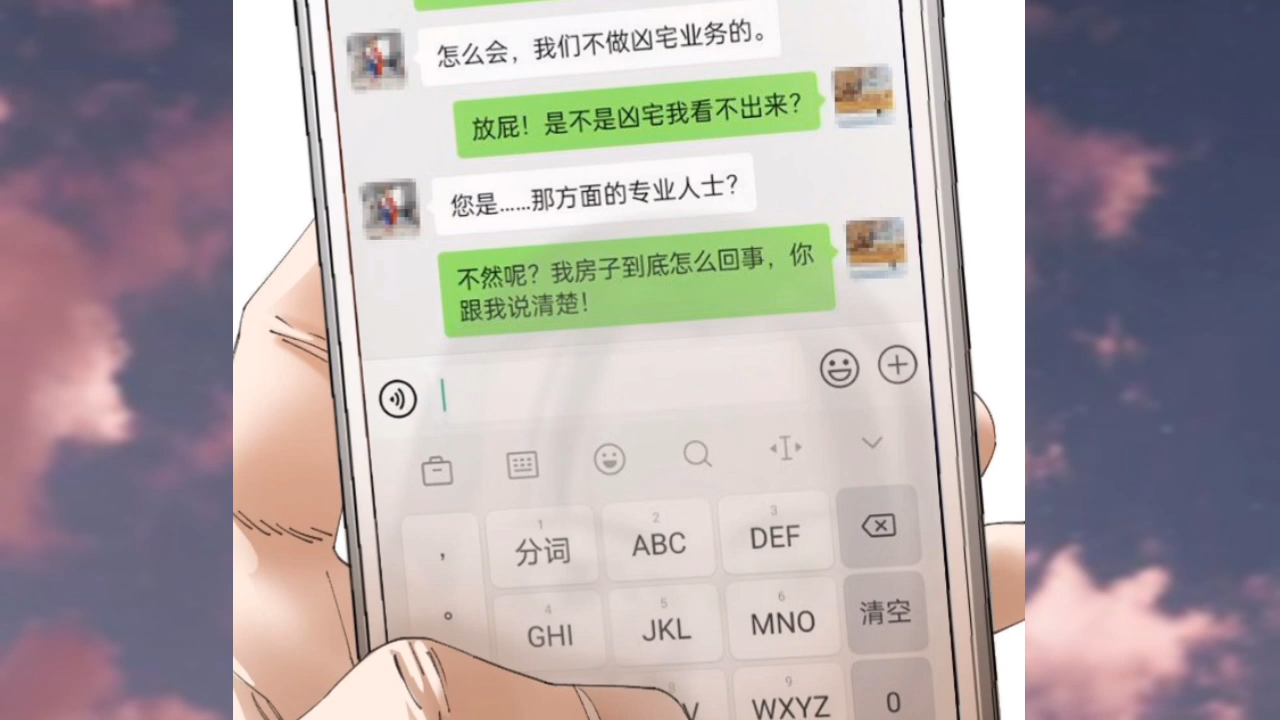 怎么会，我们不做凶宅业务的。
放屁！是不是凶宅我看不出来？
您是……那方面的专业人士？
不然呢？我房子到底怎么回事，你
跟我说清楚！
，
1
分词
2
ABC
3
DEF
。
4
GHI
5
JKL
6
MNO
清空
8
V
9
WXYZ
0